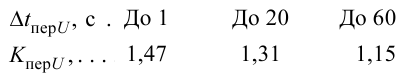 Δt_перU, с . До 1 До 20 До 60
K_перU, . . . 1,47 1,31 1,15